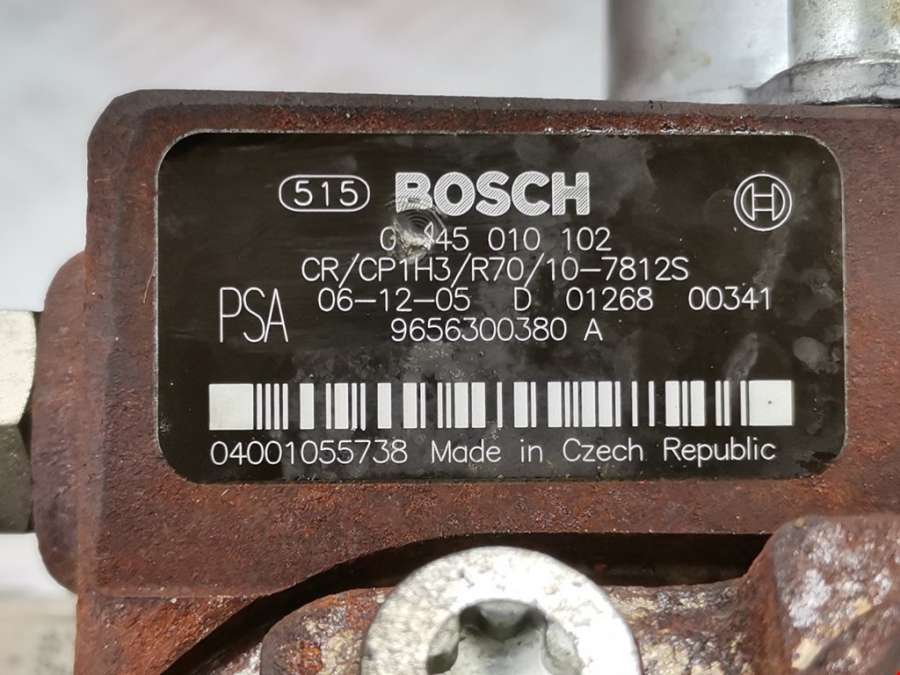 515 BOSCH
010 102
CR/CP1H3/R70/10-7812S
PSA 06-12-05 D 01268 00341
9656300380 A
04001055738 Made in Czech Republic